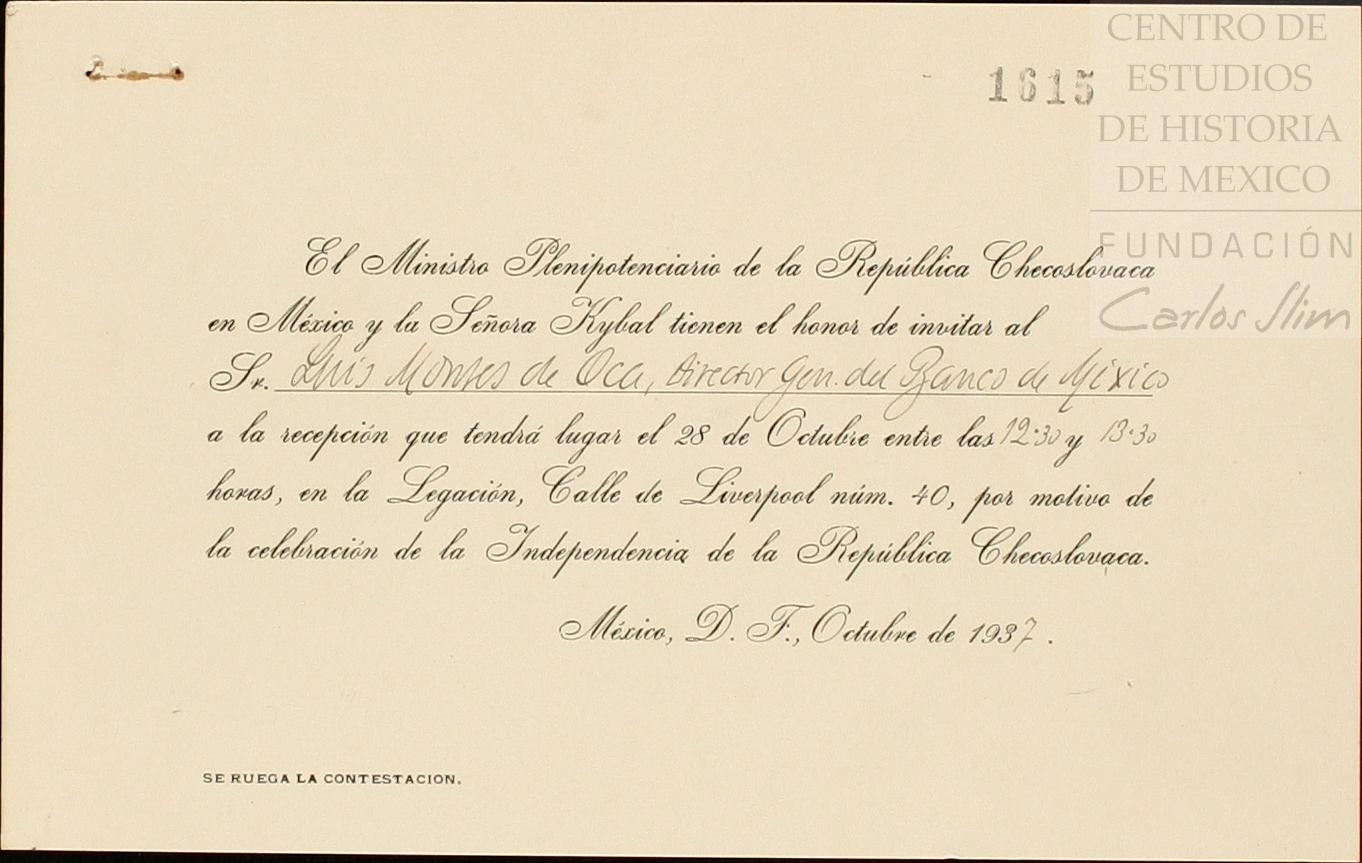 1615
CENTRO DE
ESTUDIOS
DE HISTORIA
DE MEXICO
FUNDACIÓN
Carlos Slim
El Ministro Plenipotenciario de la República Checoslovaca
en México y la Señora Kybal tienen el honor de invitar al
Sr. Luis Montes de Oca, Director Gen. del Banco de México
a la recepción que tendrá lugar el 28 de Octubre entre las 12·30 y 13·30
horas, en la Legación, Calle de Liverpool núm. 40, por motivo de
la celebración de la Independencia de la República Checoslovaca.
México, D. F., Octubre de 1937.
SE RUEGA LA CONTESTACION.